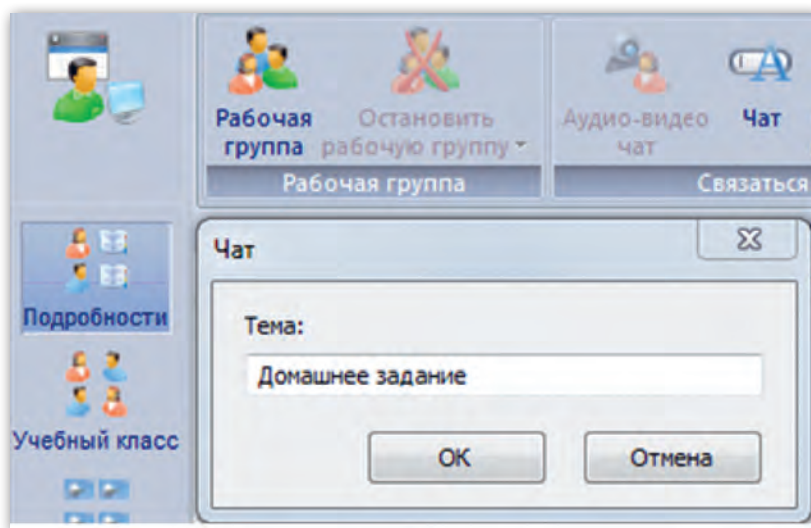 Рабочая группа
Остановить рабочую группу
Аудио-видео чат
Чат
Рабочая группа
Связаться
Подробности
Учебный класс
Чат
Тема:
Домашнее задание
ОК
Отмена